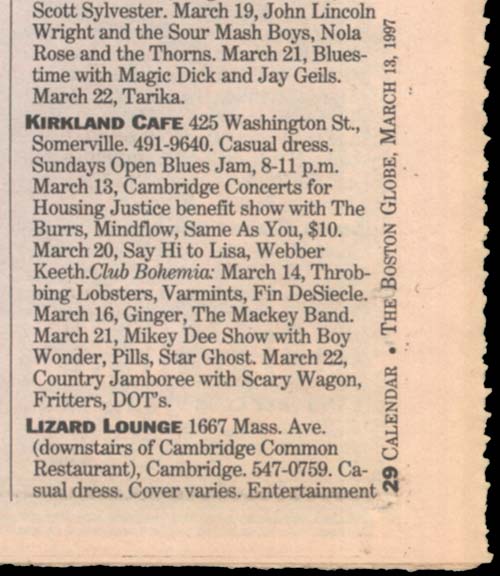 Scott Sylvester. March 19, John Lincoln
Wright and the Sour Mash Boys, Nola
Rose and the Thorns. March 21, Blues-
time with Magic Dick and Jay Geils.
March 22, Tarika.
KIRKLAND CAFE 425 Washington St.,
Somerville. 491-9640. Casual dress.
Sundays Open Blues Jam, 8-11 p.m.
March 13, Cambridge Concerts for
Housing Justice benefit show with The
Burrs, Mindflow, Same As You, $10.
March 20, Say Hi to Lisa, Webber
Keeth.Club Bohemia: March 14, Throb-
bing Lobsters, Varmints, Fin DeSiecle.
March 16, Ginger, The Mackey Band.
March 21, Mikey Dee Show with Boy
Wonder, Pills, Star Ghost. March 22,
Country Jamboree with Scary Wagon,
Fritters, DOT's.
LIZARD LOUNGE 1667 Mass. Ave.
(downstairs of Cambridge Common
Restaurant), Cambridge. 547-0759. Ca-
sual dress. Cover varies. Entertainment
29 CALENDAR • THE BOSTON GLOBE, MARCH 13, 1997